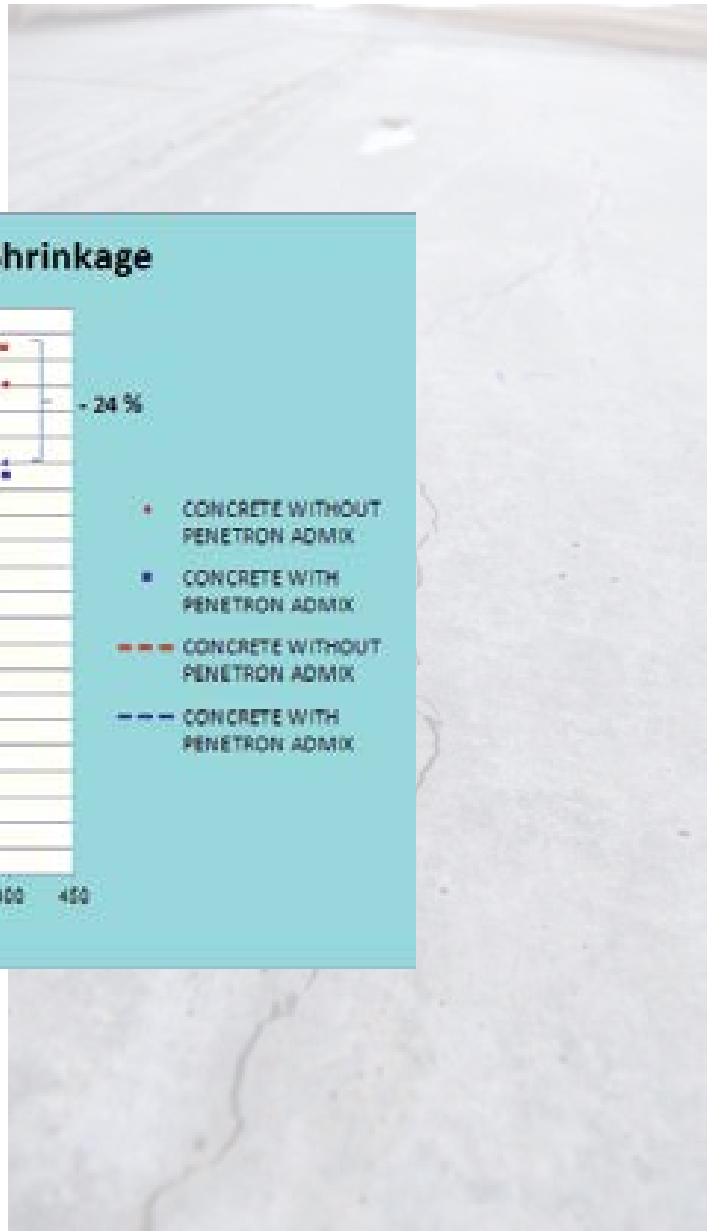 hrinkage
- 24 %
CONCRETE WITHOUT
PENETRON ADMIX
CONCRETE WITH
PENETRON ADMIX
CONCRETE WITHOUT
PENETRON ADMIX
CONCRETE WITH
PENETRON ADMIX
00 450